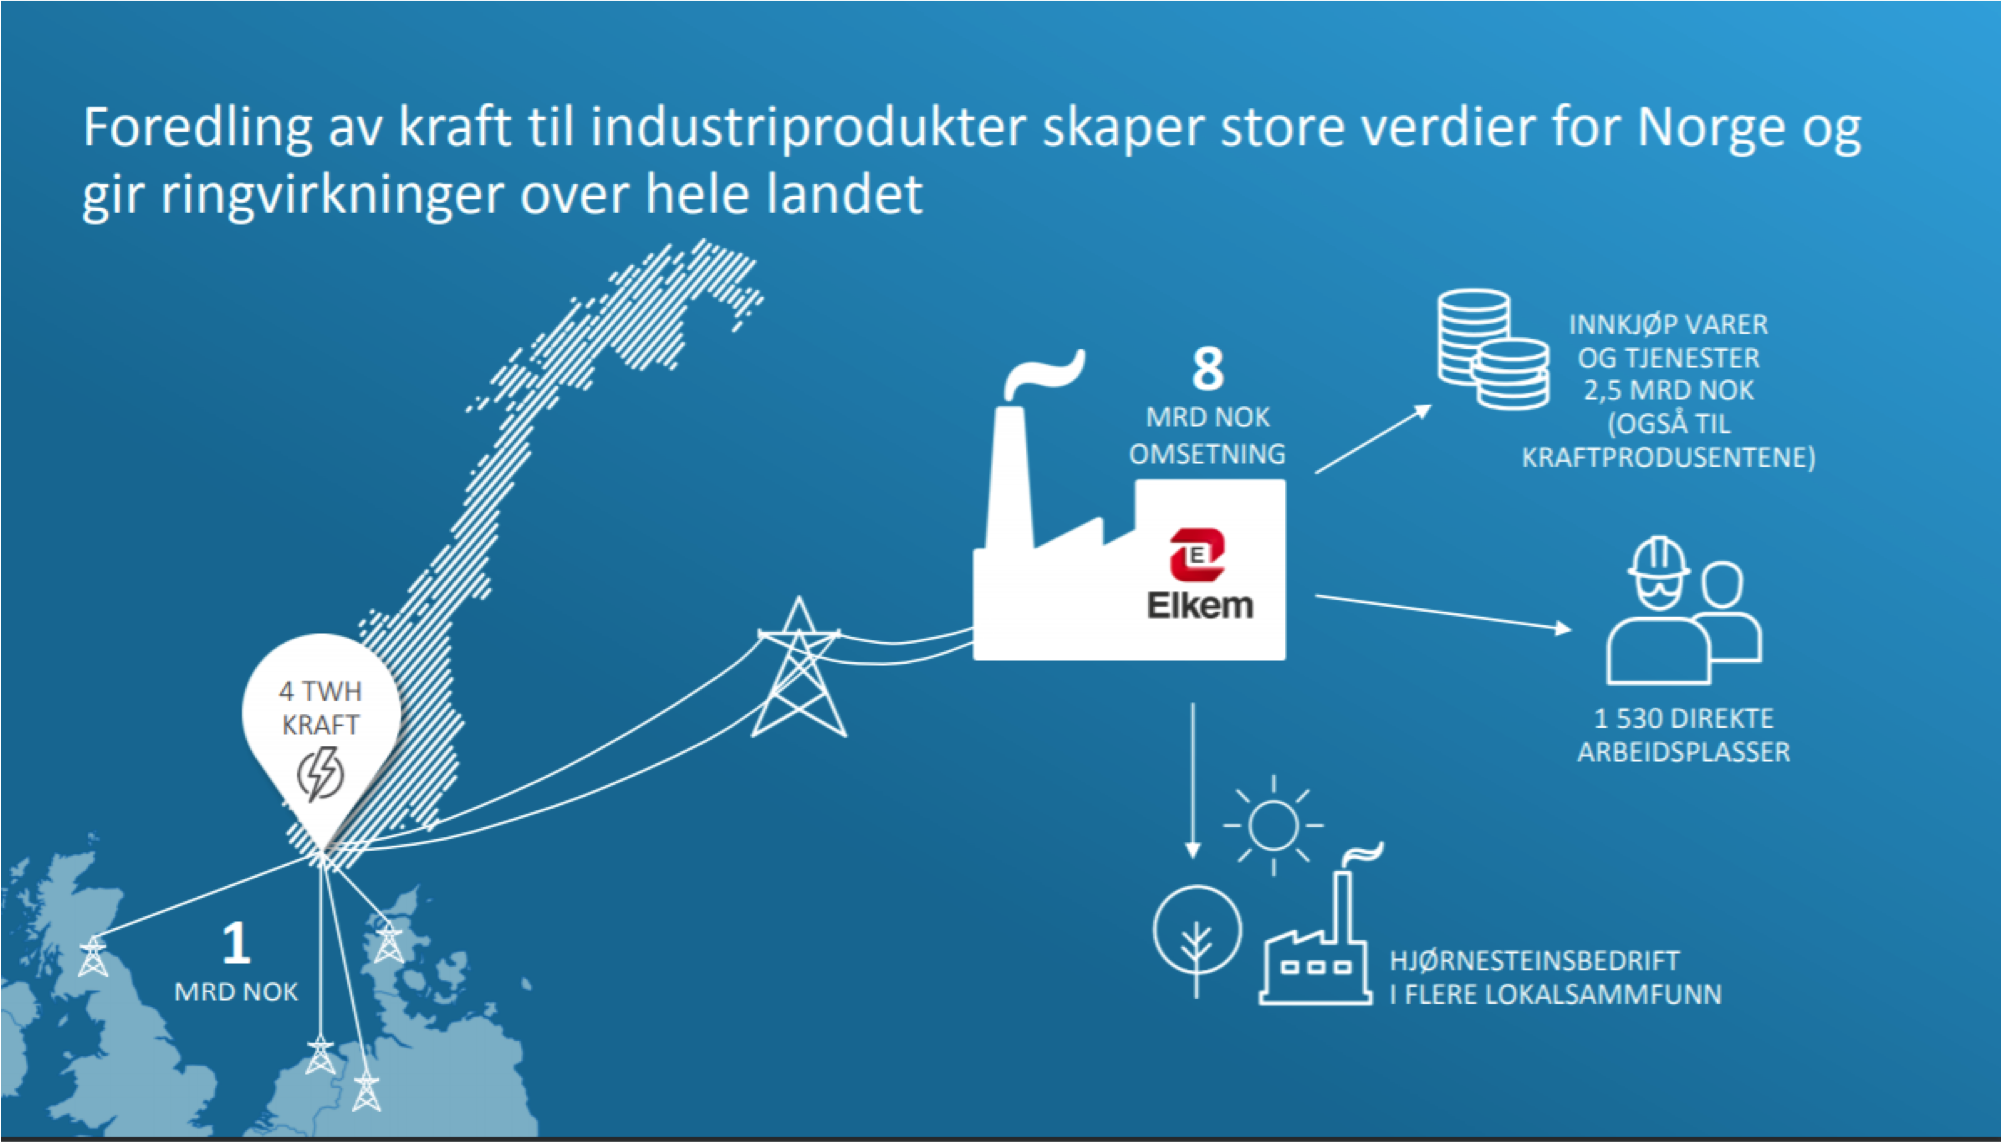 Foredling av kraft til industriprodukter skaper store verdier for Norge og
gir ringvirkninger over hele landet
4 TWH
KRAFT
1
MRD NOK
8
MRD NOK
OMSETNING
E
Elkem
INNKJØP VARER
OG TJENESTER
2,5 MRD NOK
(OGSÅ TIL
KRAFTPRODUSENTENE)
1 530 DIREKTE
ARBEIDSPLASSER
HJØRNESTEINSBEDRIFT
I FLERE LOKALSAMMFUNN